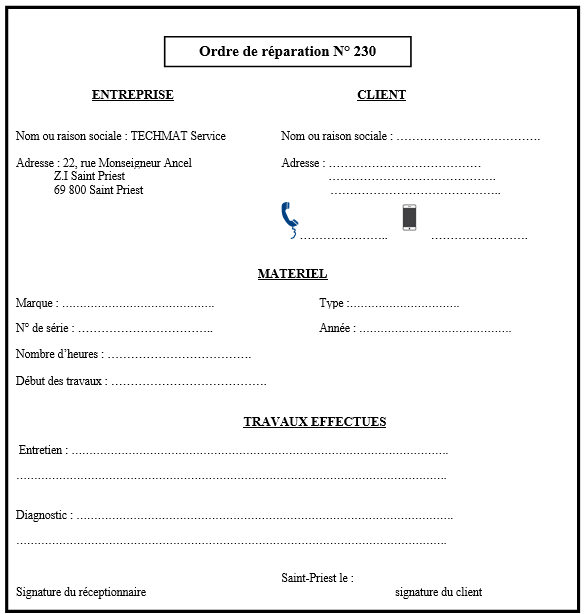 Ordre de réparation N° 230
ENTREPRISE CLIENT
Nom ou raison sociale : TECHMAT Service Nom ou raison sociale : ………………………………….
Adresse : 22, rue Monseigneur Ancel Adresse : ……………………………………
Z.I Saint Priest ………………………………………..
69 800 Saint Priest ………………………………………..
………………….. ……………………..
MATERIEL
Marque : ……………………………………. Type :………………………….
N° de série : ……………………………….. Année : …………………………………….
Nombre d’heures : ………………………………….
Début des travaux : …………………………………….
TRAVAUX EFFECTUES
Entretien : ……………………………………………………………………………………………..
…………………………………………………………………………………………………………..
Diagnostic : ……………………………………………………………………………………………..
…………………………………………………………………………………………………………..
Saint-Priest le :
Signature du réceptionnaire signature du client